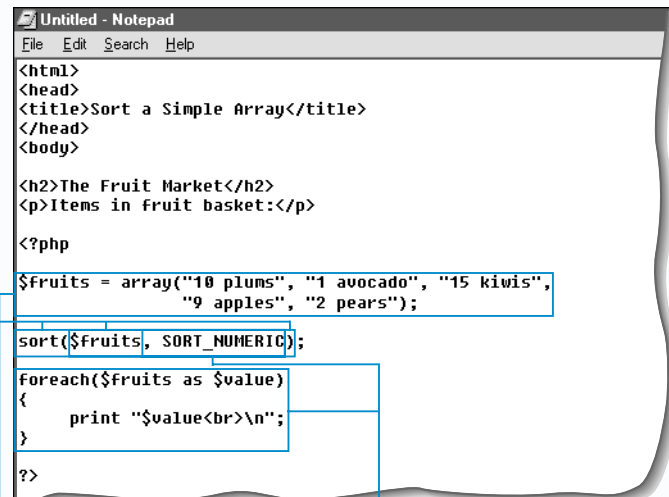 Untitled - Notepad
File Edit Search Help
<html>
<head>
<title>Sort a Simple Array</title>
</head>
<body>
<h2>The Fruit Market</h2>
<p>Items in fruit basket:</p>
<?php
$fruits = array("10 plums", "1 avocado", "15 kiwis",
"9 apples", "2 pears");
sort($fruits, SORT_NUMERIC);
foreach($fruits as $value)
{
print "$value<br>\n";
}
?>